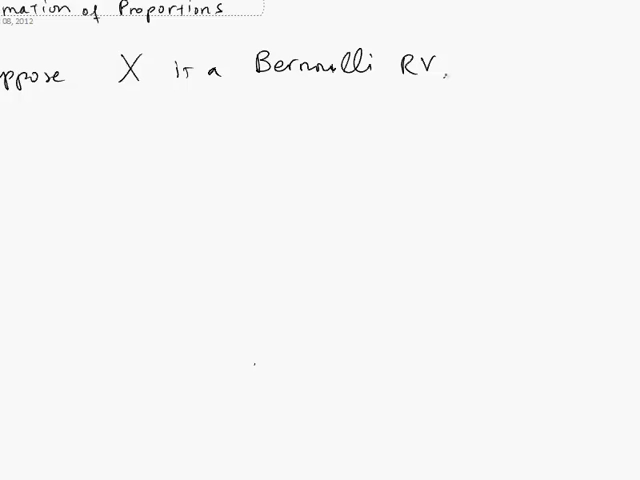 mation of Proportions
08, 2012
ppose X is a Bernoulli RV.